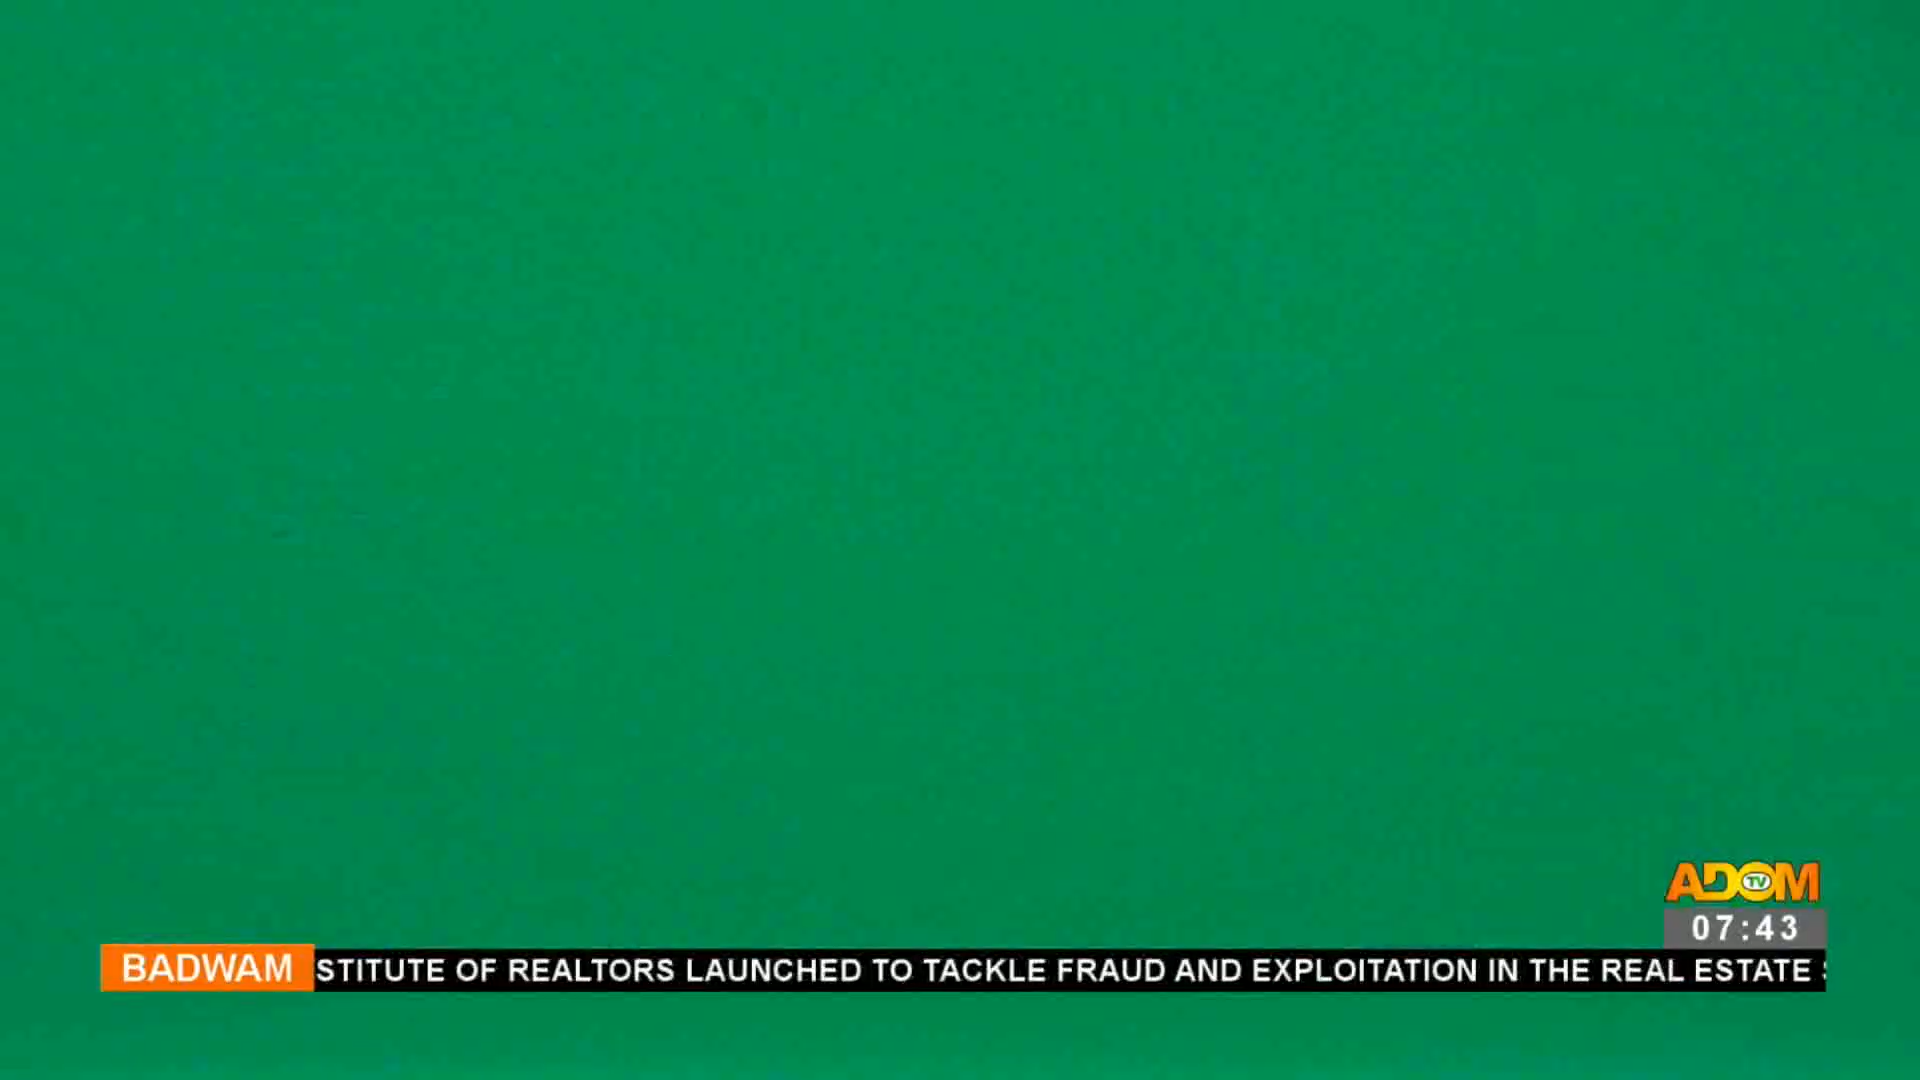 ADOM TV
07:43
BADWAM
STITUTE OF REALTORS LAUNCHED TO TACKLE FRAUD AND EXPLOITATION IN THE REAL ESTATE